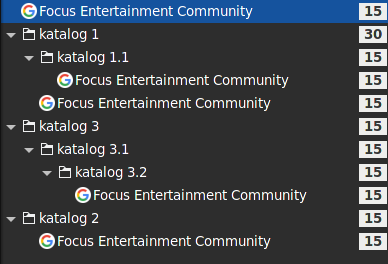 Focus Entertainment Community 15
katalog 1 30
katalog 1.1 15
Focus Entertainment Community 15
Focus Entertainment Community 15
katalog 3 15
katalog 3.1 15
katalog 3.2 15
Focus Entertainment Community 15
katalog 2 15
Focus Entertainment Community 15